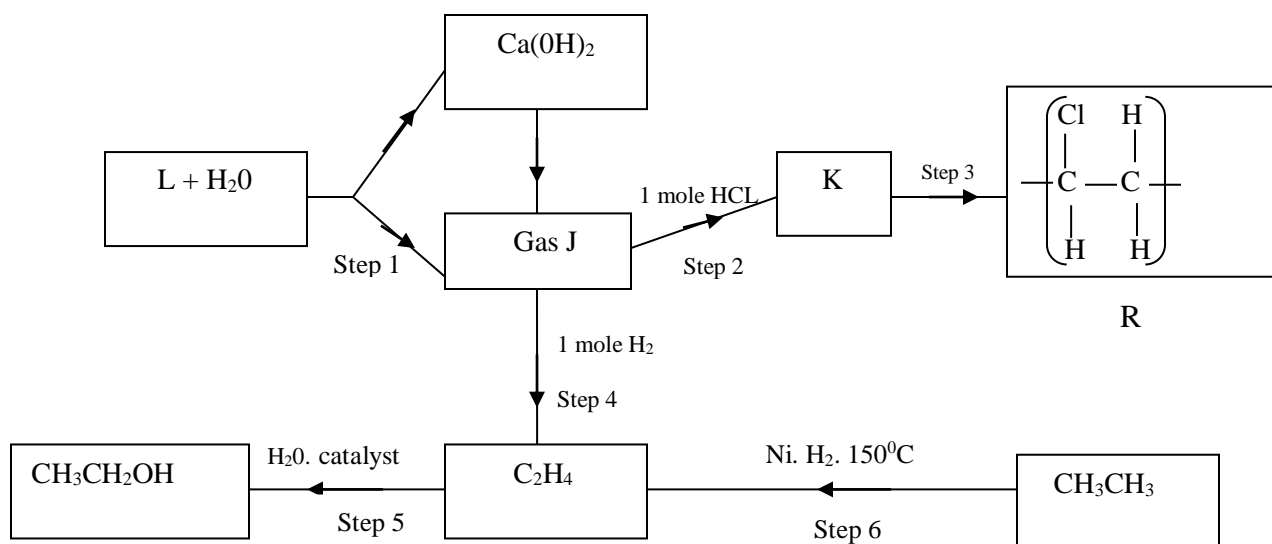 Ca(0H)₂
L + H₂0
Gas J
Step 1
1 mole HCL
Step 2
K
Step 3
Cl H
C C
H H
R
1 mole H₂
Step 4
CH₃CH₂OH
H₂0. catalyst
Step 5
C₂H₄
Ni. H₂. 150⁰C
Step 6
CH₃CH₃